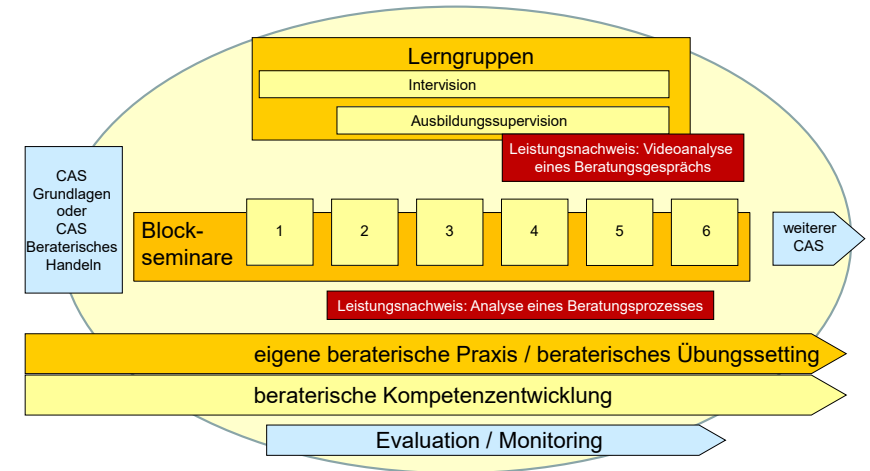 Lerngruppen
Intervision
Ausbildungssupervision
Leistungsnachweis: Videoanalyse
eines Beratungsgesprächs
CAS
Grundlagen
oder
CAS
Beraterisches
Handeln
Block-
seminare
1
2
3
4
5
6
weiterer
CAS
Leistungsnachweis: Analyse eines Beratungsprozesses
eigene beraterische Praxis / beraterisches Übungssetting
beraterische Kompetenzentwicklung
Evaluation / Monitoring